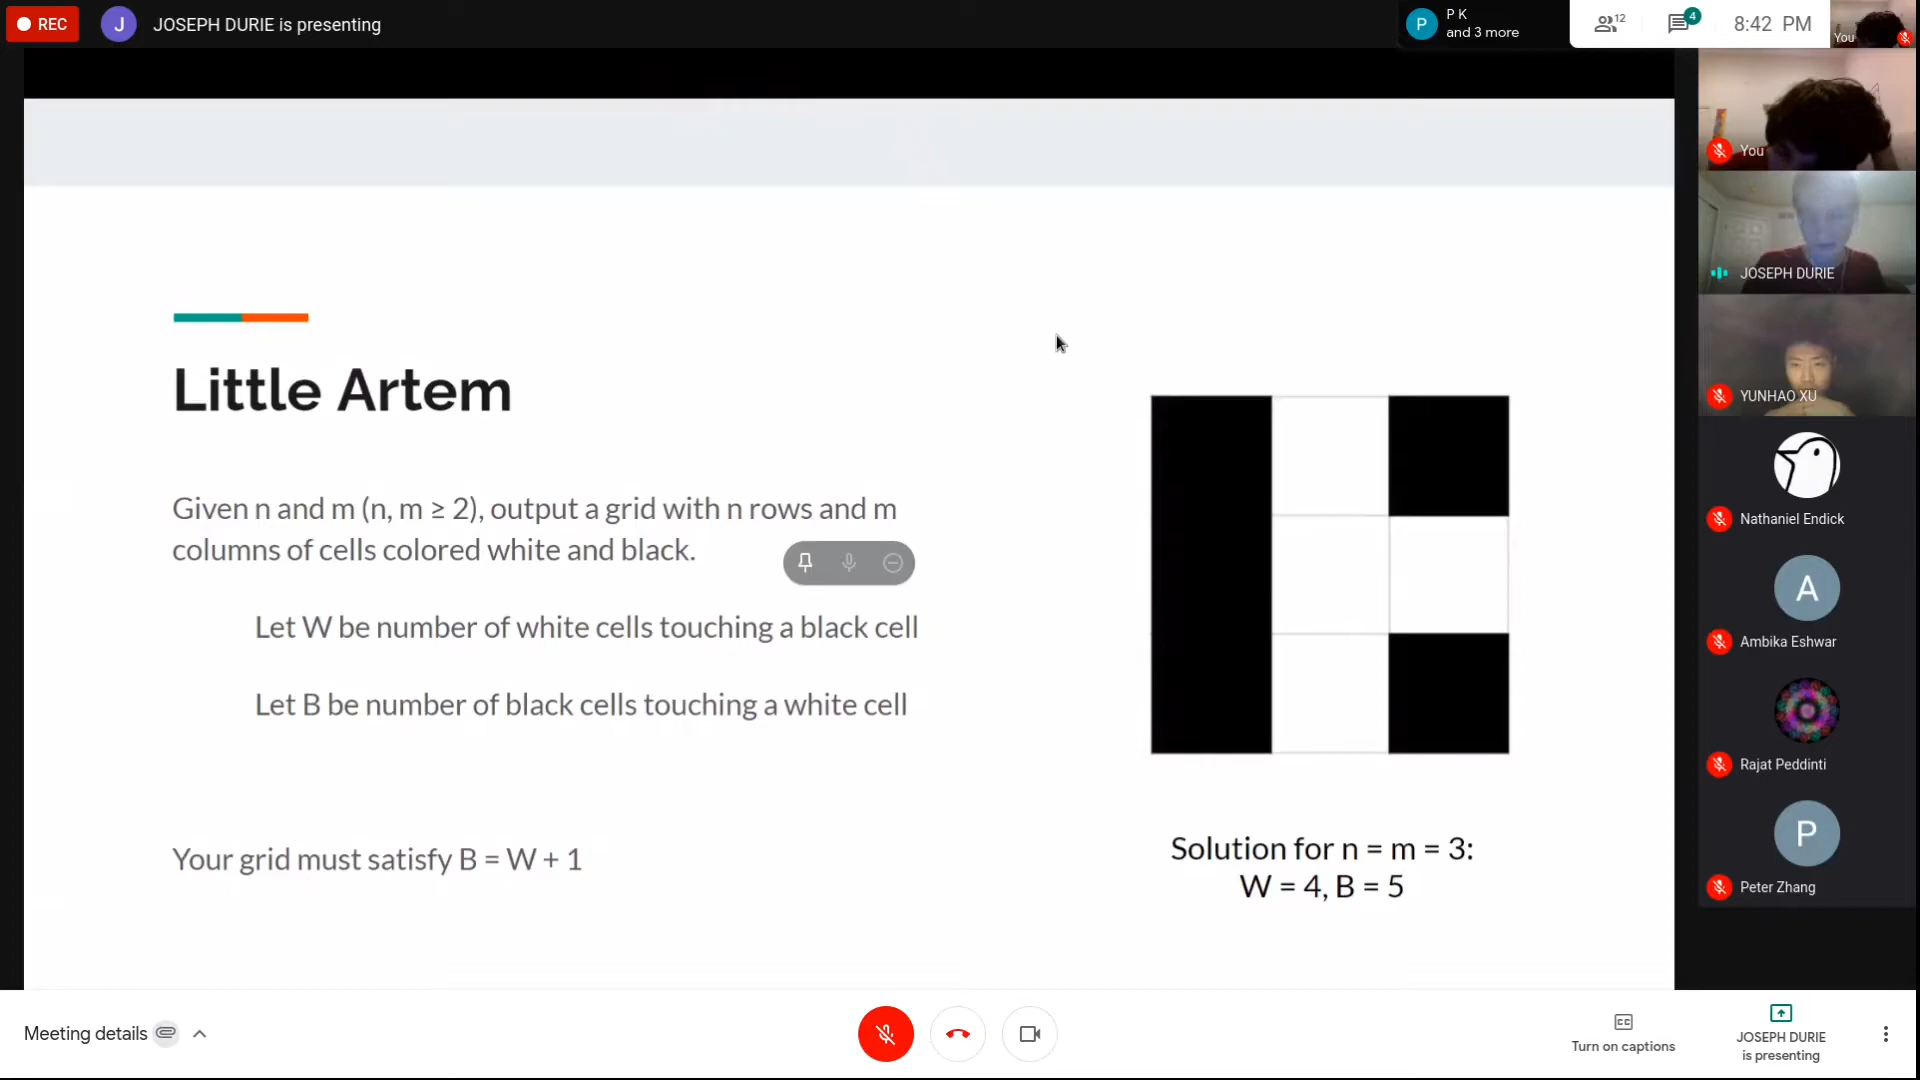 REC
J
JOSEPH DURIE is presenting
P
P K
and 3 more
12
4
8:42 PM
You
You
JOSEPH DURIE
YUNHAO XU
Nathaniel Endick
A
Ambika Eshwar
Rajat Peddinti
P
Peter Zhang
Little Artem
Given n and m (n, m ≥ 2), output a grid with n rows and m
columns of cells colored white and black.
Let W be number of white cells touching a black cell
Let B be number of black cells touching a white cell
Your grid must satisfy B = W + 1
Solution for n = m = 3:
W = 4, B = 5
Meeting details
CC
Turn on captions
JOSEPH DURIE
is presenting